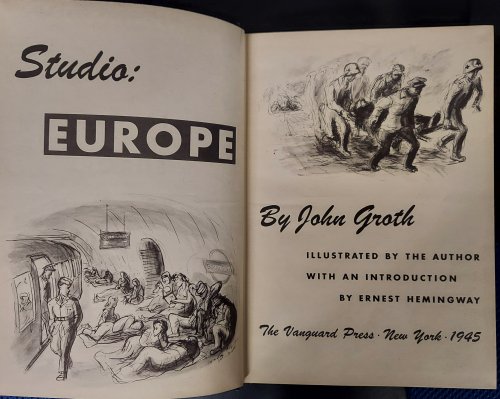 Studio:
EUROPE
By John Groth
ILLUSTRATED BY THE AUTHOR
WITH AN INTRODUCTION
BY ERNEST HEMINGWAY
The Vanguard Press · New York · 1945